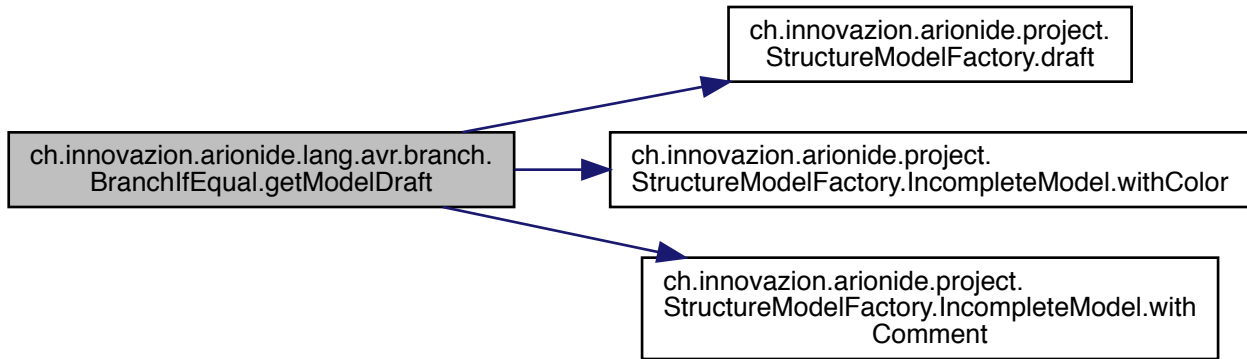 ch.innovazion.arionide.project.
StructureModelFactory.draft
ch.innovazion.arionide.lang.avr.branch.
BranchIfEqual.getModelDraft
ch.innovazion.arionide.project.
StructureModelFactory.IncompleteModel.withColor
ch.innovazion.arionide.project.
StructureModelFactory.IncompleteModel.with
Comment